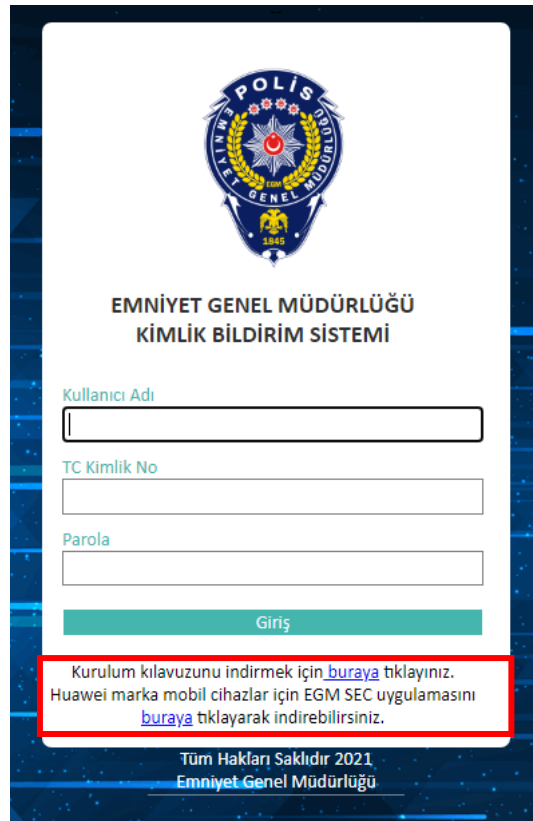 POLİS
EMNİYET GENEL MÜDÜRLÜĞÜ
EGM
1845
EMNİYET GENEL MÜDÜRLÜĞÜ
KİMLİK BİLDİRİM SİSTEMİ
Kullanıcı Adı
TC Kimlik No
Parola
Giriş
Kurulum kılavuzunu indirmek için buraya tıklayınız.
Huawei marka mobil cihazlar için EGM SEC uygulamasını
buraya tıklayarak indirebilirsiniz.
Tüm Hakları Saklıdır 2021
Emniyet Genel Müdürlüğü